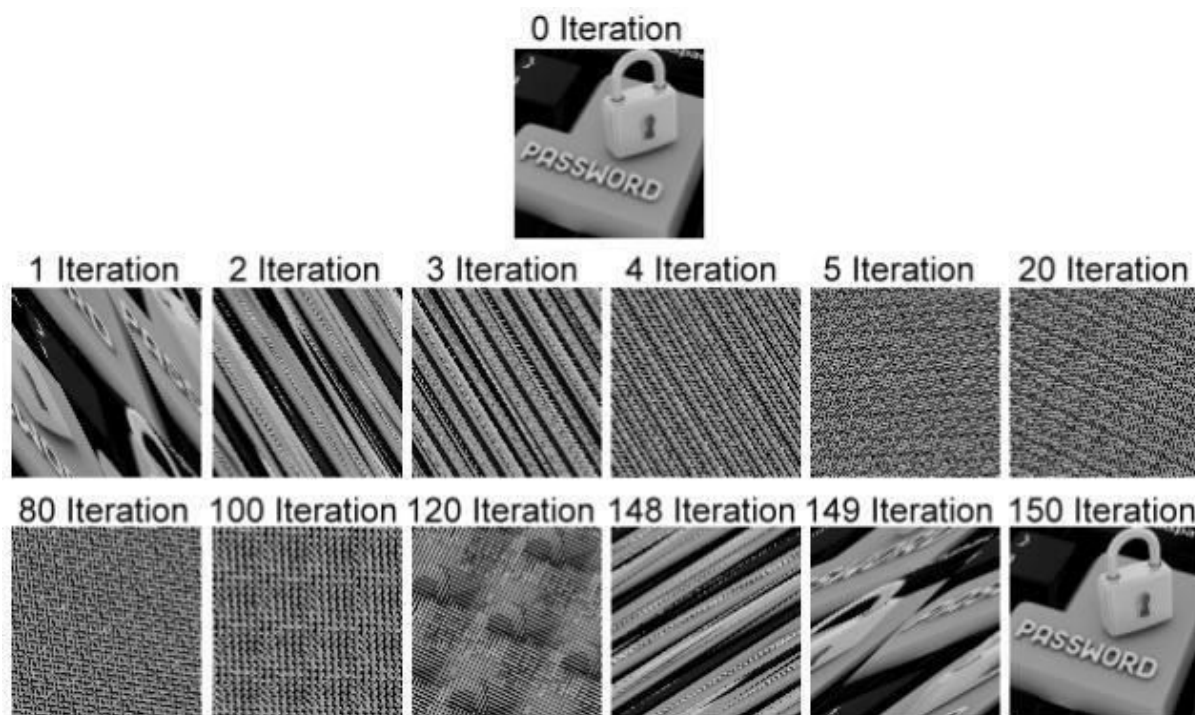 0 Iteration
PASSWORD
1 Iteration
2 Iteration
3 Iteration
4 Iteration
5 Iteration
20 Iteration
80 Iteration
100 Iteration
120 Iteration
148 Iteration
149 Iteration
150 Iteration
PASSWORD